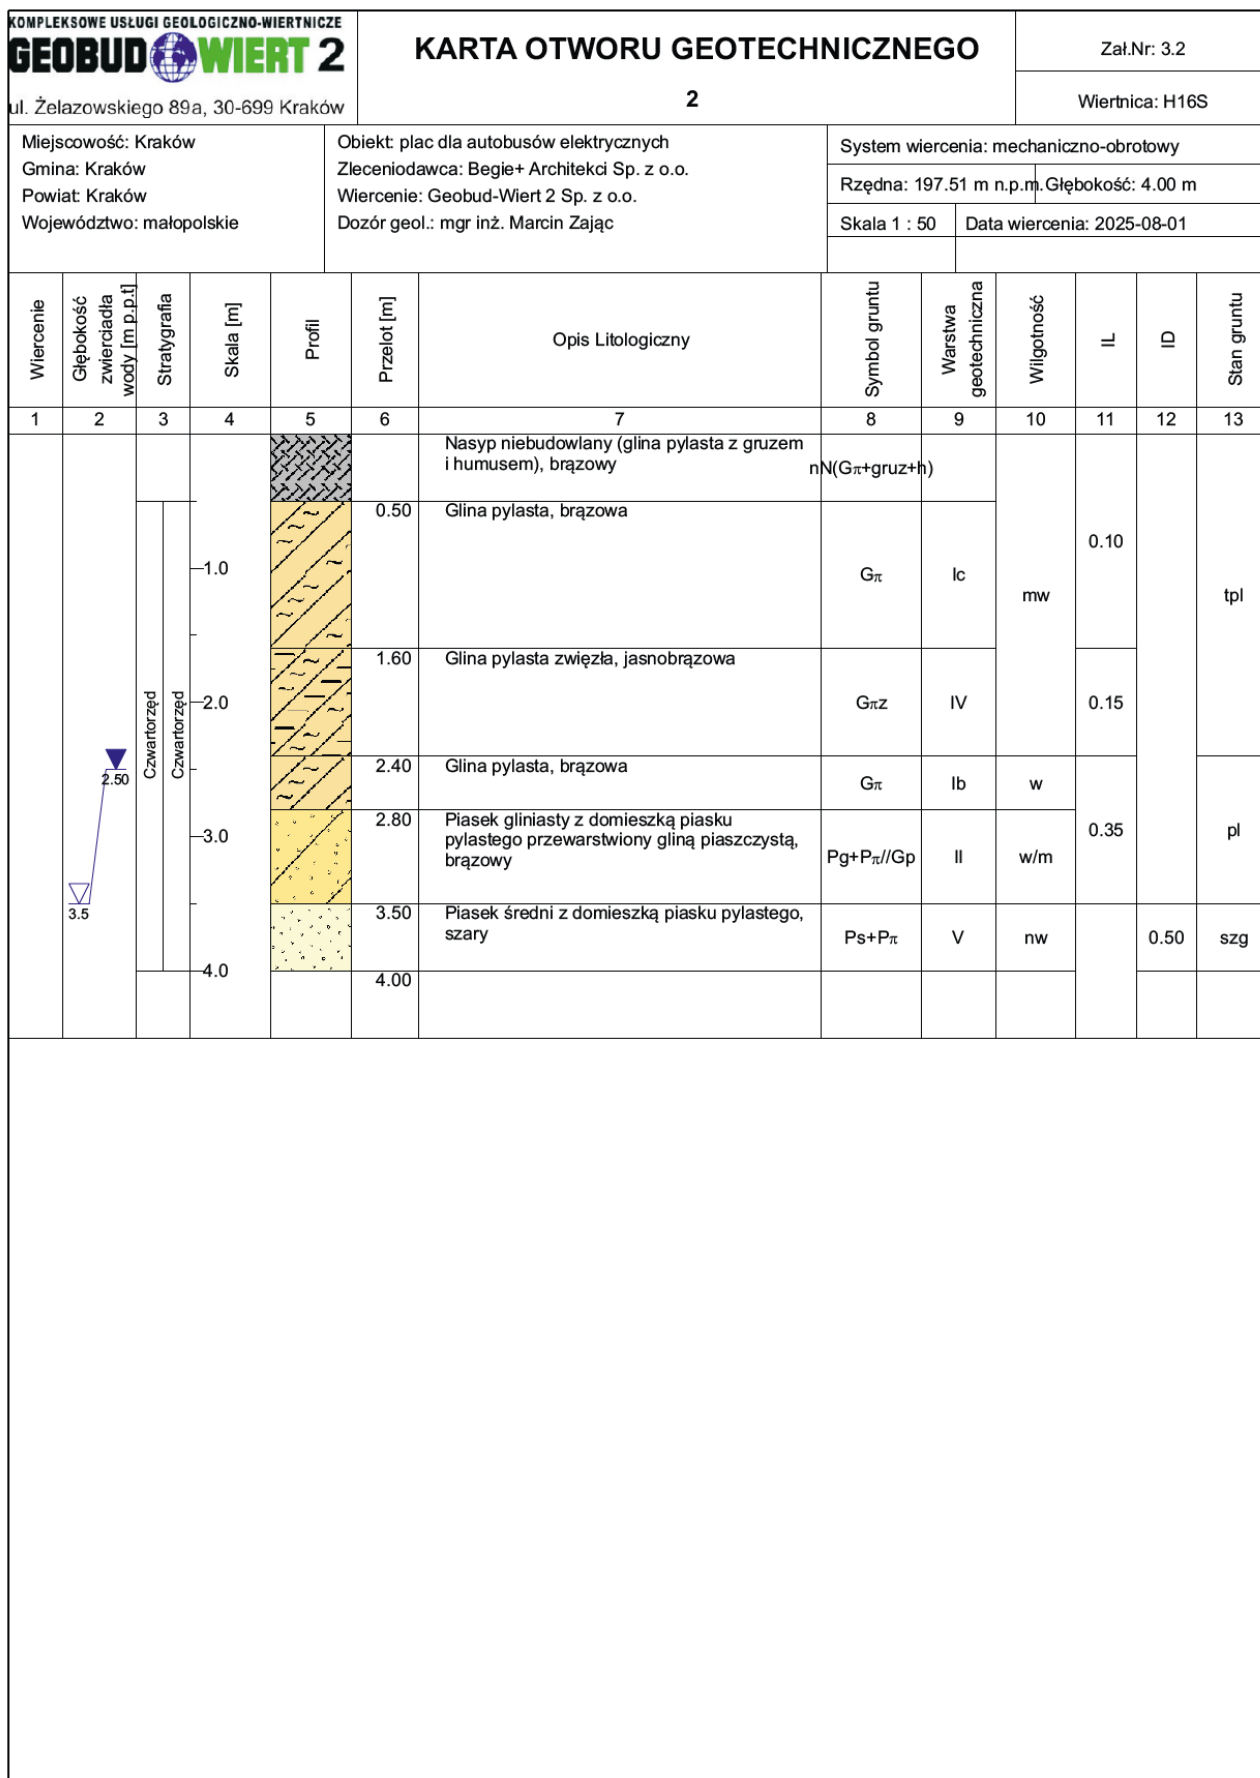 KOMPLEKSOWE USŁUGI GEOLOGICZNO-WIERTNICZE
GEOBUD WIERT 2
ul. Żelazowskiego 89a, 30-699 Kraków
KARTA OTWORU GEOTECHNICZNEGO
2
Zał.Nr: 3.2
Wiertnica: H16S
Miejscowość: Kraków
Gmina: Kraków
Powiat: Kraków
Województwo: małopolskie
Obiekt: plac dla autobusów elektrycznych
Zleceniodawca: Begie+ Architekci Sp. z o.o.
Wiercenie: Geobud-Wiert 2 Sp. z o.o.
Dozór geol.: mgr inż. Marcin Zając
System wiercenia: mechaniczno-obrotowy
Rzędna: 197.51 m n.p.m. Głębokość: 4.00 m
Skala 1 : 50 Data wiercenia: 2025-08-01
Wiercenie
Głębokość
zwierciadła
wody [m p.p.t]
Stratygrafia
Skala [m]
Profil
Przelot [m]
Opis Litologiczny
Symbol gruntu
Warstwa
geotechniczna
Wilgotność
IL
ID
Stan gruntu
1 2 3 4 5 6 7 8 9 10 11 12 13
Nasyp niebudowlany (glina pylasta z gruzem
i humusem), brązowy
nN(Gπ+gruz+h)
0.50 Glina pylasta, brązowa
Gπ Ic
mw
0.10
tpl
1.0
1.60 Glina pylasta zwięzła, jasnobrązowa
Gπz IV 0.15
2.0
Czwartorzęd
Czwartorzęd
2.50
2.40 Glina pylasta, brązowa
Gπ Ib w
2.80 Piasek gliniasty z domieszką piasku
pylastego przewarstwiony gliną piaszczystą,
brązowy
Pg+Pπ//Gp II w/m
0.35
pl
3.0
3.5
3.50 Piasek średni z domieszką piasku pylastego,
szary
Ps+Pπ V nw 0.50 szg
4.0
4.00